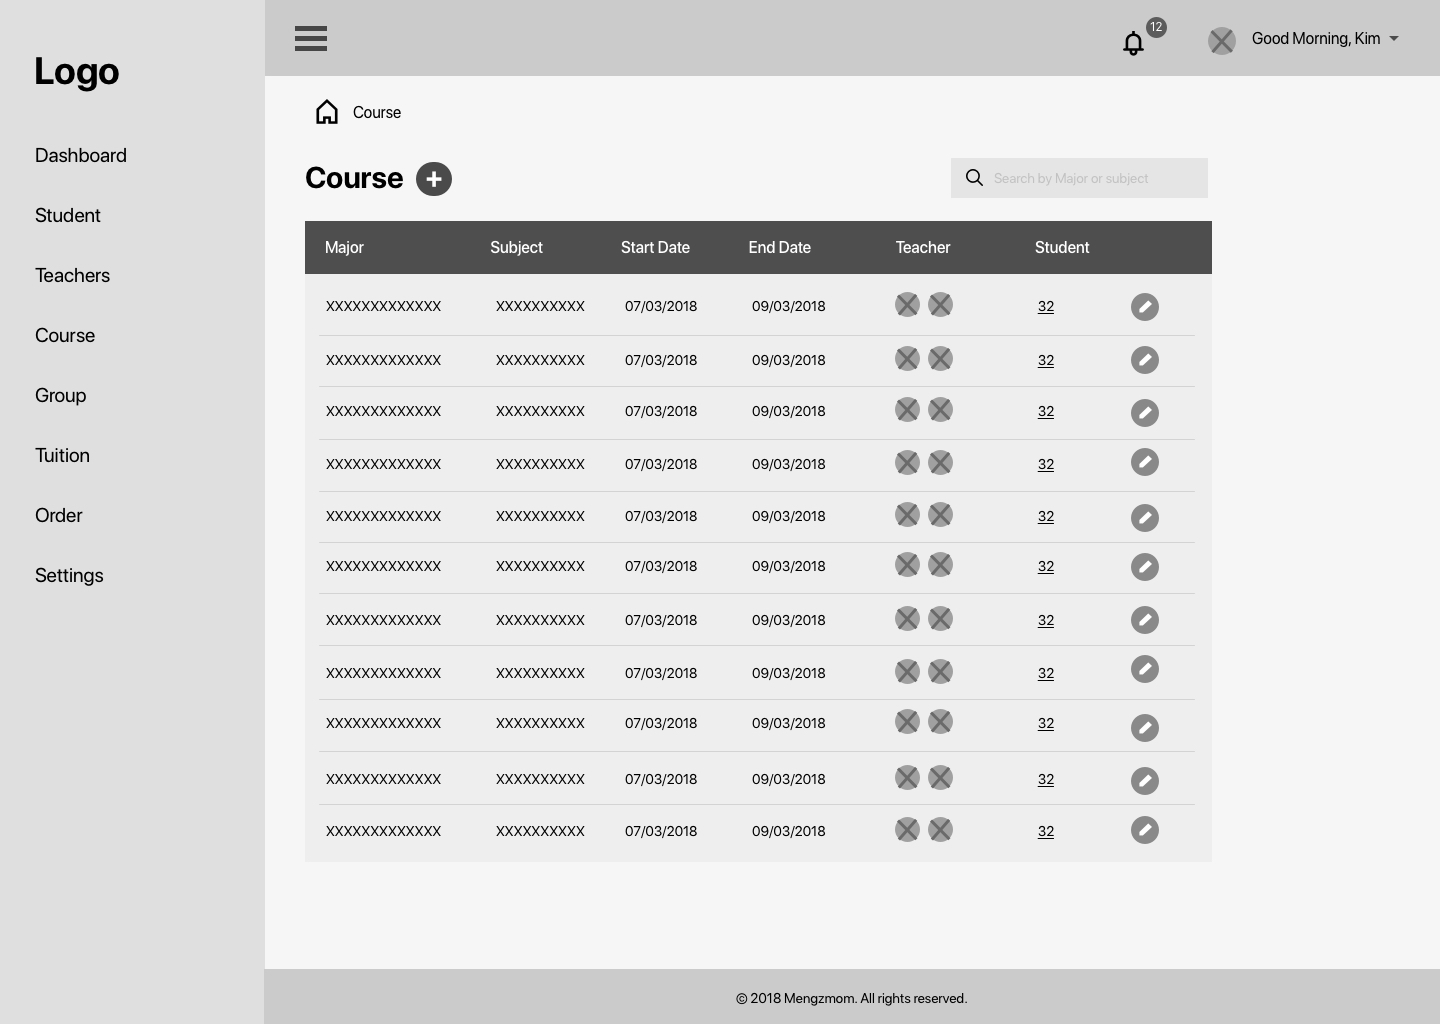 Logo
Dashboard
Student
Teachers
Course
Group
Tuition
Order
Settings
12
Good Morning, Kim
Course
Course
Search by Major or subject
Major Subject Start Date End Date Teacher Student
XXXXXXXXXXXXX XXXXXXXXXX 07/03/2018 09/03/2018 32
XXXXXXXXXXXXX XXXXXXXXXX 07/03/2018 09/03/2018 32
XXXXXXXXXXXXX XXXXXXXXXX 07/03/2018 09/03/2018 32
XXXXXXXXXXXXX XXXXXXXXXX 07/03/2018 09/03/2018 32
XXXXXXXXXXXXX XXXXXXXXXX 07/03/2018 09/03/2018 32
XXXXXXXXXXXXX XXXXXXXXXX 07/03/2018 09/03/2018 32
XXXXXXXXXXXXX XXXXXXXXXX 07/03/2018 09/03/2018 32
XXXXXXXXXXXXX XXXXXXXXXX 07/03/2018 09/03/2018 32
XXXXXXXXXXXXX XXXXXXXXXX 07/03/2018 09/03/2018 32
XXXXXXXXXXXXX XXXXXXXXXX 07/03/2018 09/03/2018 32
XXXXXXXXXXXXX XXXXXXXXXX 07/03/2018 09/03/2018 32
© 2018 Mengzmom. All rights reserved.